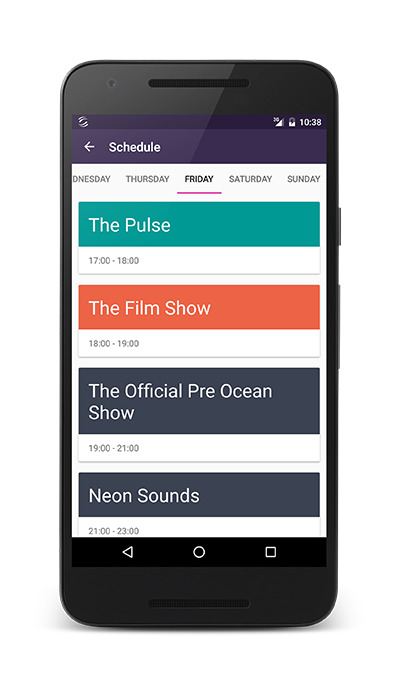 3G 10:38
Schedule
DNESDAY THURSDAY FRIDAY SATURDAY SUNDAY
The Pulse
17:00 - 18:00
The Film Show
18:00 - 19:00
The Official Pre Ocean
Show
19:00 - 21:00
Neon Sounds
21:00 - 23:00